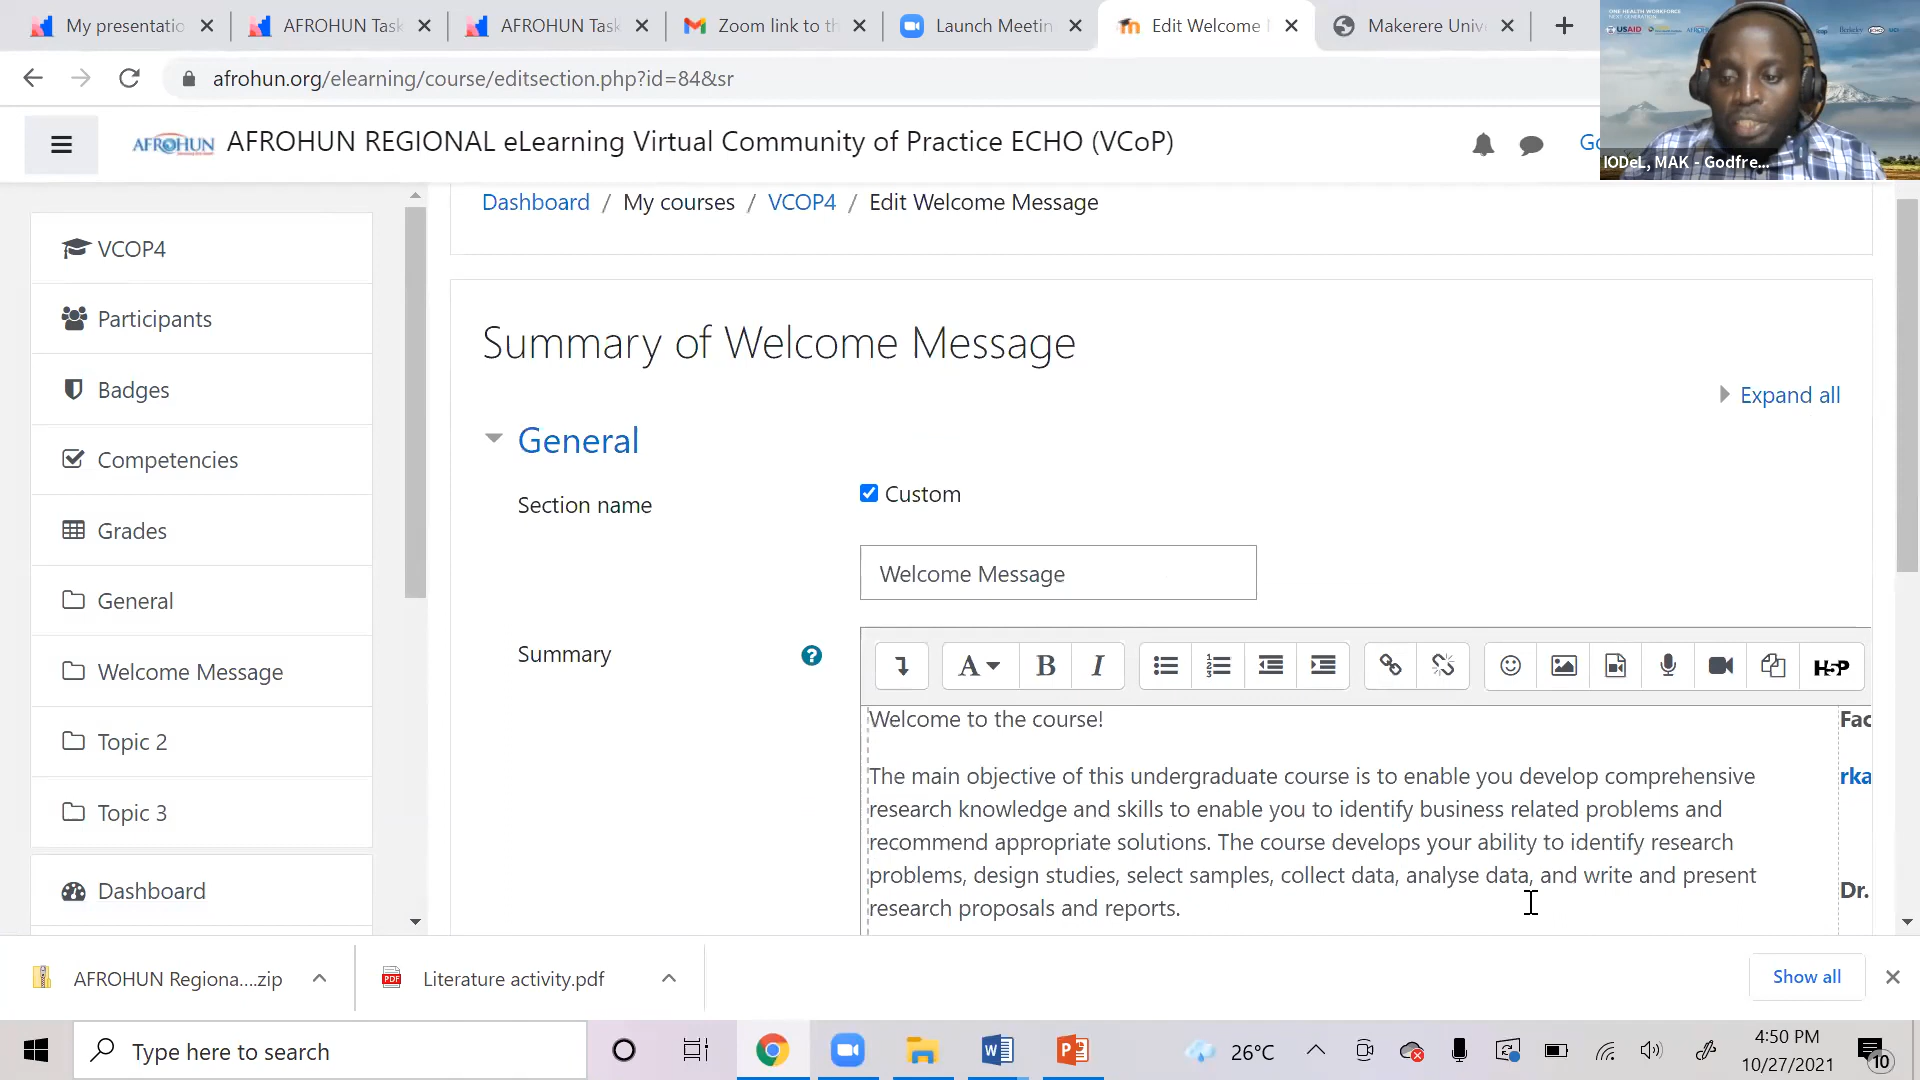 My presentatio
AFROHUN Task
AFROHUN Task
Zoom link to th
Launch Meetin
Edit Welcome
Makerere Univ
afrohun.org/elearning/course/editsection.php?id=84&sr
ONE HEALTH WORKFORCE
NEXT GENERATION
USAID
IODeL, MAK - Godfre...
AFROHUN
AFROHUN REGIONAL eLearning Virtual Community of Practice ECHO (VCoP)
Go
VCOP4
Participants
Badges
Competencies
Grades
General
Welcome Message
Topic 2
Topic 3
Dashboard
Dashboard / My courses / VCOP4 / Edit Welcome Message
Summary of Welcome Message
Expand all
General
Section name
Custom
Welcome Message
Summary
A B I
H5P
Welcome to the course!
The main objective of this undergraduate course is to enable you develop comprehensive
research knowledge and skills to enable you to identify business related problems and
recommend appropriate solutions. The course develops your ability to identify research
problems, design studies, select samples, collect data, analyse data, and write and present
research proposals and reports.
Fac
rka
Dr.
AFROHUN Regiona....zip
Literature activity.pdf
Show all
Type here to search
26°C
4:50 PM
10/27/2021
10